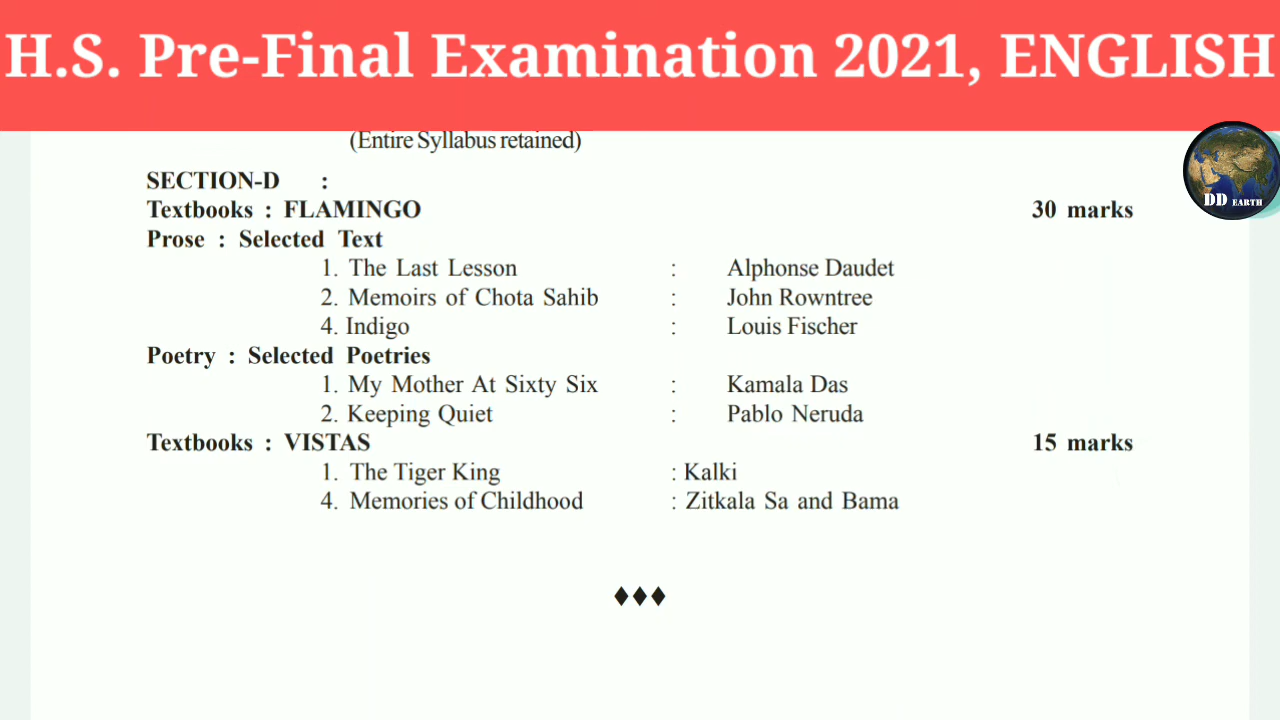 H.S. Pre-Final Examination 2021, ENGLISH
(Entire Syllabus retained)
DD EARTH
SECTION-D :
Textbooks : FLAMINGO 30 marks
Prose : Selected Text
1. The Last Lesson : Alphonse Daudet
2. Memoirs of Chota Sahib : John Rowntree
4. Indigo : Louis Fischer
Poetry : Selected Poetries
1. My Mother At Sixty Six : Kamala Das
2. Keeping Quiet : Pablo Neruda
Textbooks : VISTAS 15 marks
1. The Tiger King : Kalki
4. Memories of Childhood : Zitkala Sa and Bama